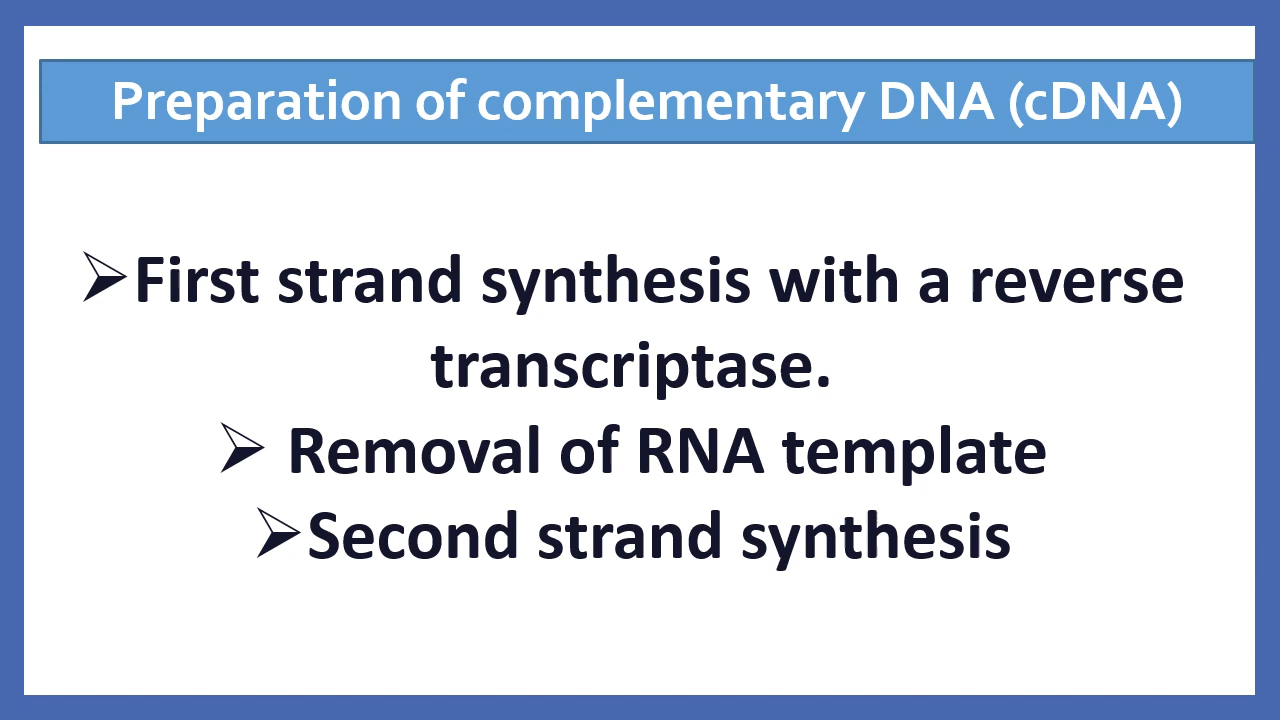 Preparation of complementary DNA (cDNA)
➢First strand synthesis with a reverse
transcriptase.
➢ Removal of RNA template
➢Second strand synthesis